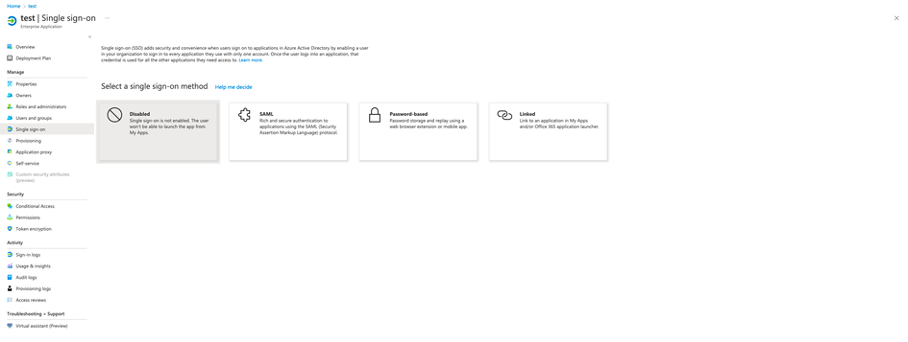 Home > test
test | Single sign-on ...
Enterprise Application
«
Overview
Deployment Plan
Manage
Properties
Owners
Roles and administrators
Users and groups
Single sign-on
Provisioning
Application proxy
Self-service
Custom security attributes
(preview)
Security
Conditional Access
Permissions
Token encryption
Activity
Sign-in logs
Usage & insights
Audit logs
Provisioning logs
Access reviews
Troubleshooting + Support
Virtual assistant (Preview)
Single sign-on (SSO) adds security and convenience when users sign on to applications in Azure Active Directory by enabling a user
in your organization to sign in to every application they use with only one account. Once the user logs into an application, that
credential is used for all the other applications they need access to. Learn more.
Select a single sign-on method Help me decide
Disabled
Single sign-on is not enabled. The user
won't be able to launch the app from
My Apps.
SAML
Rich and secure authentication to
applications using the SAML (Security
Assertion Markup Language) protocol.
Password-based
Password storage and replay using a
web browser extension or mobile app.
Linked
Link to an application in My Apps
and/or Office 365 application launcher.